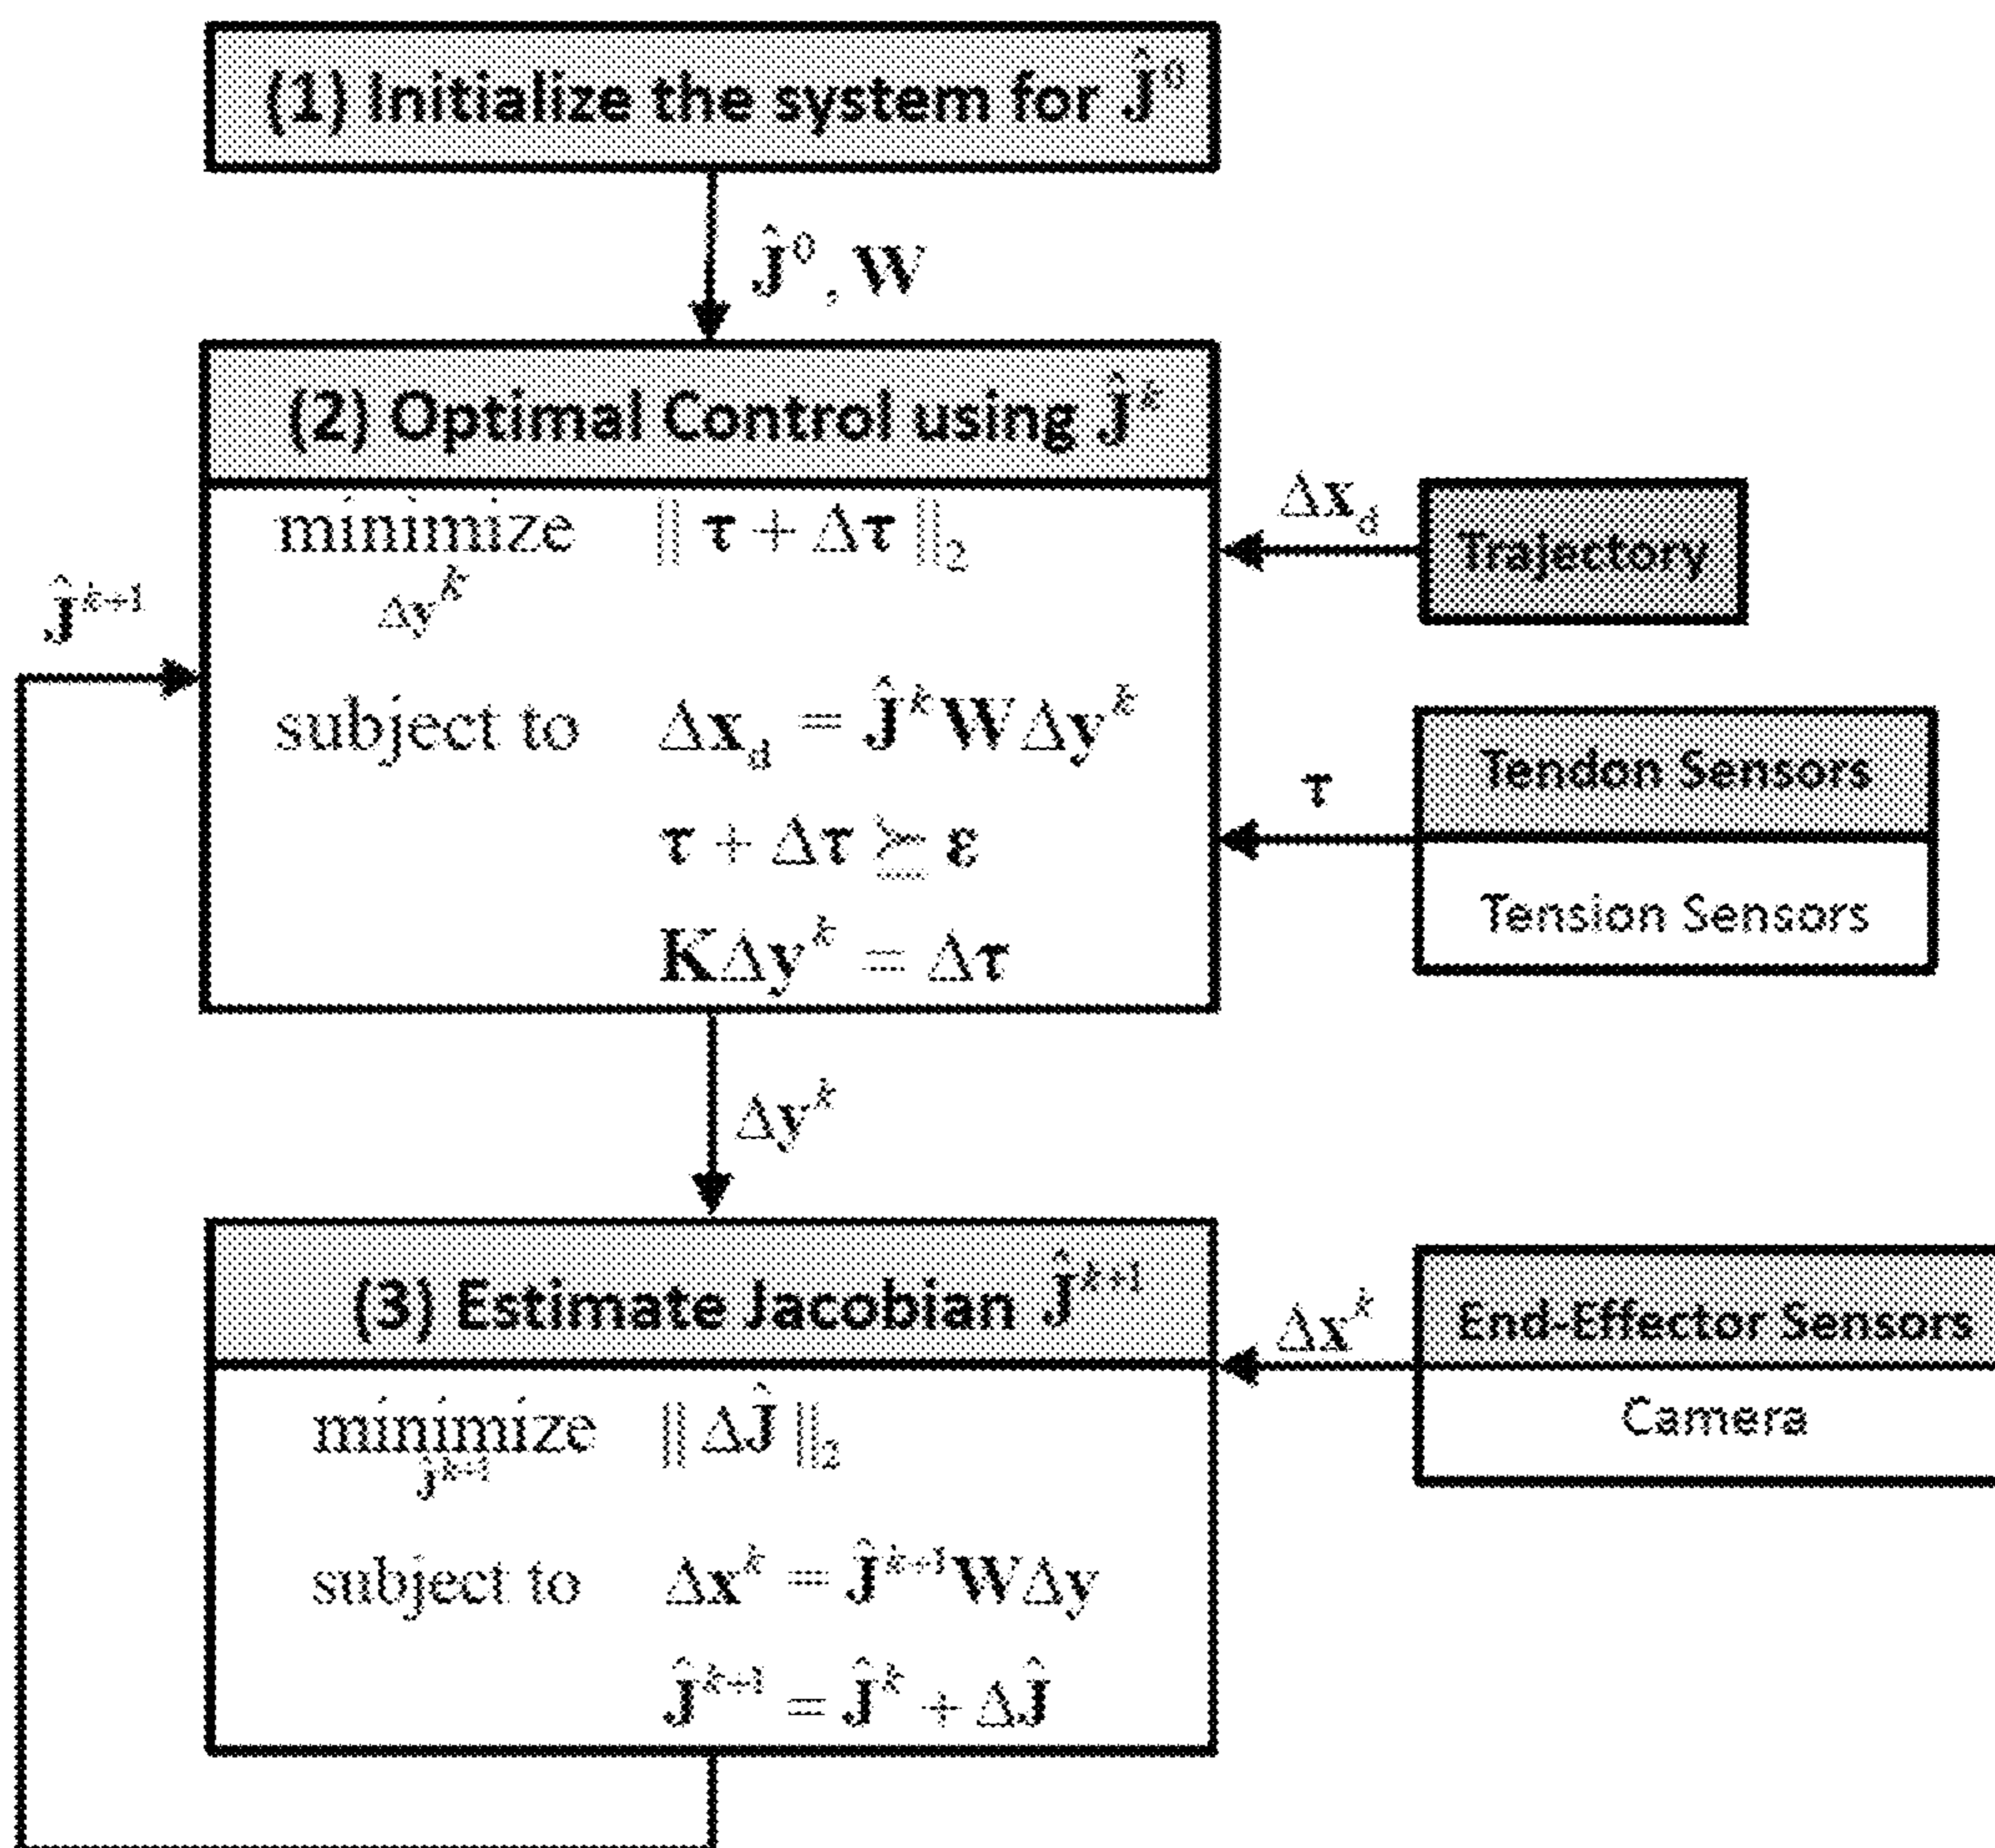 (1) Initialize the system for Ĵ⁰
Ĵ⁰, W
(2) Optimal Control using Ĵᵏ
minimize ‖ τ + Δτ ‖₂
Δyᵏ
subject to Δx_d = ĴᵏWΔyᵏ
τ + Δτ ⪰ ε
KΔyᵏ = Δτ
Δx_d
Trajectory
τ
Tendon Sensors
Tension Sensors
Ĵᵏ⁺¹
Δyᵏ
(3) Estimate Jacobian Ĵᵏ⁺¹
minimize ‖ ΔĴ ‖₂
Ĵᵏ⁺¹
subject to Δxᵏ = Ĵᵏ⁺¹WΔy
Ĵᵏ⁺¹ = Ĵᵏ + ΔĴ
Δxᵏ
End-Effector Sensors
Camera